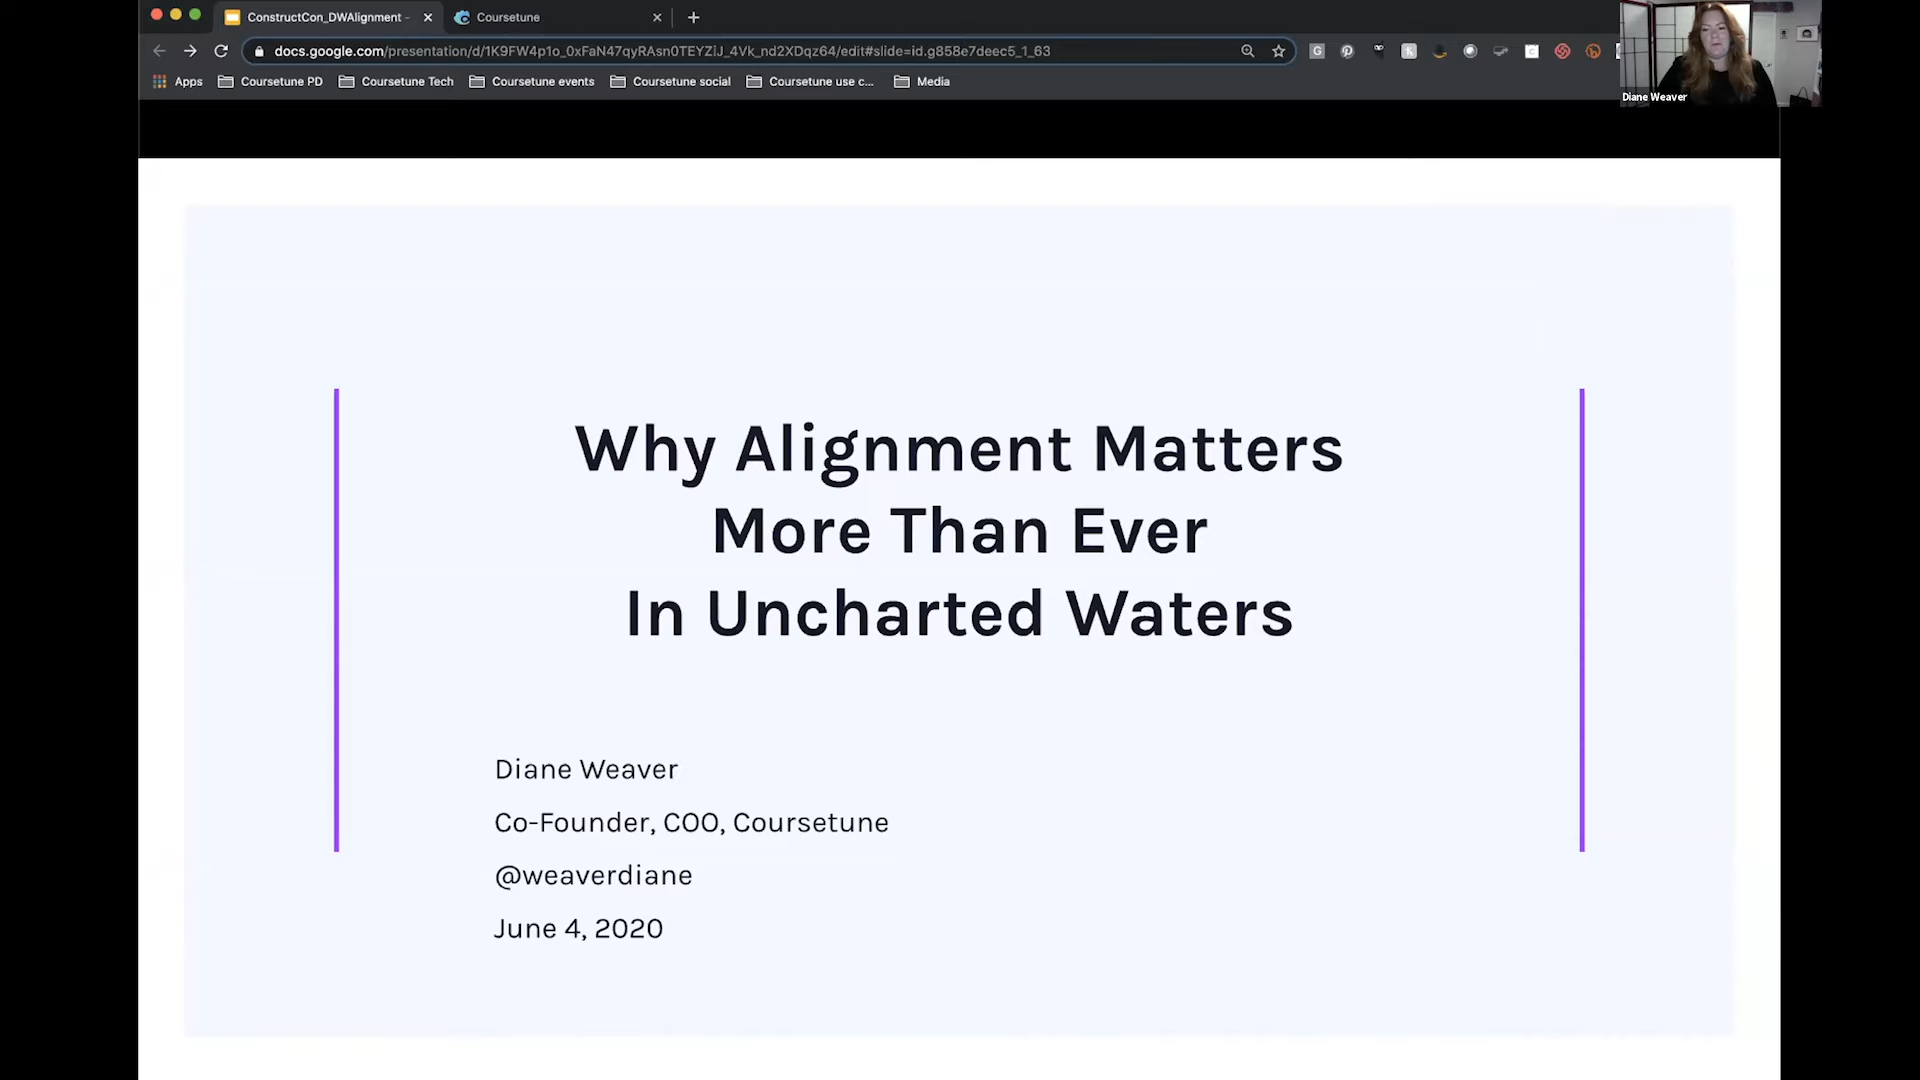 ConstructCon_DWAlignment -
Coursetune
docs.google.com/presentation/d/1K9FW4p1o_0xFaN47qyRAsn0TEYZiJ_4Vk_nd2XDqz64/edit#slide=id.g858e7deec5_1_63
Apps
Coursetune PD
Coursetune Tech
Coursetune events
Coursetune social
Coursetune use c...
Media
Diane Weaver
Why Alignment Matters
More Than Ever
In Uncharted Waters
Diane Weaver
Co-Founder, COO, Coursetune
@weaverdiane
June 4, 2020